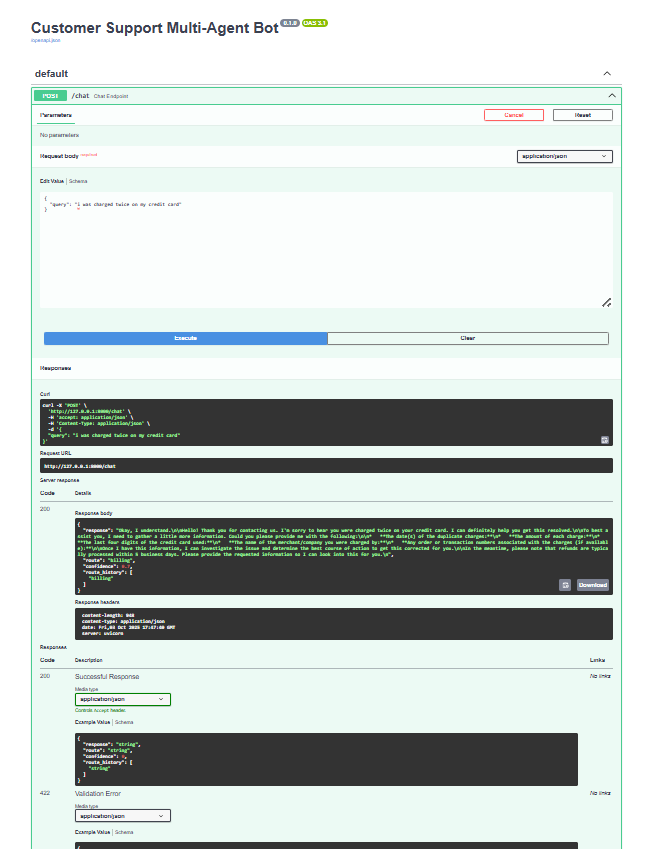 Customer Support Multi-Agent Bot 0.1.0 OAS 3.1
/openapi.json
default
POST /chat Chat Endpoint
Parameters Cancel Reset
No parameters
Request body required application/json
Edit Value | Schema
{
"query": "i was charged twice on my credit card"
}
Execute Clear
Responses
Curl
curl -X 'POST' \
'http://127.0.0.1:8000/chat' \
-H 'accept: application/json' \
-H 'Content-Type: application/json' \
-d '{
"query": "i was charged twice on my credit card"
}'
Request URL
http://127.0.0.1:8000/chat
Server response
Code Details
200
Response body
{
"response": "Okay, I understand.\n\nHello! Thank you for contacting us. I'm sorry to hear you were charged twice on your credit card. I can definitely help you get this resolved.\n\nTo best a
ssist you, I need to gather a little more information. Could you please provide me with the following:\n\n* **The date(s) of the duplicate charges:**\n* **The amount of each charge:**\n*
**The last four digits of the credit card used:**\n* **The name of the merchant/company you were charged by:**\n* **Any order or transaction numbers associated with the charges (if availabl
e):**\n\nOnce I have this information, I can investigate the issue and determine the best course of action to get this corrected for you.\n\nIn the meantime, please note that refunds are typica
lly processed within 8 business days. Please provide the requested information so I can look into this for you.\n",
"route": "billing",
"confidence":
"route_history": [
"billing"
]
}
Download
Response headers
content-length: 948
content-type: application/json
date: Fri,03 Oct 2025 17:47:40 GMT
server: uvicorn
Responses
Code Description Links
200 Successful Response No links
Media type
application/json
Controls Accept header.
Example Value | Schema
{
"response": "string",
"route": "string",
"confidence": 0,
"route_history": [
"string"
]
}
422 Validation Error No links
Media type
application/json
Example Value | Schema
{